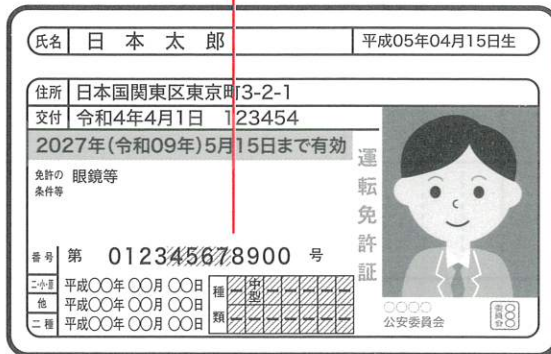 氏名 日本太郎 平成05年04月15日生
住所 日本国関東区東京町3-2-1
交付 令和4年4月1日 123454
2027年(令和09年)5月15日まで有効
免許の条件等 眼鏡等
運転免許証
番号 第 012345678900 号
二・小・原 平成〇〇年〇〇月〇〇日
他 平成〇〇年〇〇月〇〇日
二種 平成〇〇年〇〇月〇〇日
種類 中型
〇〇〇〇
公安委員会